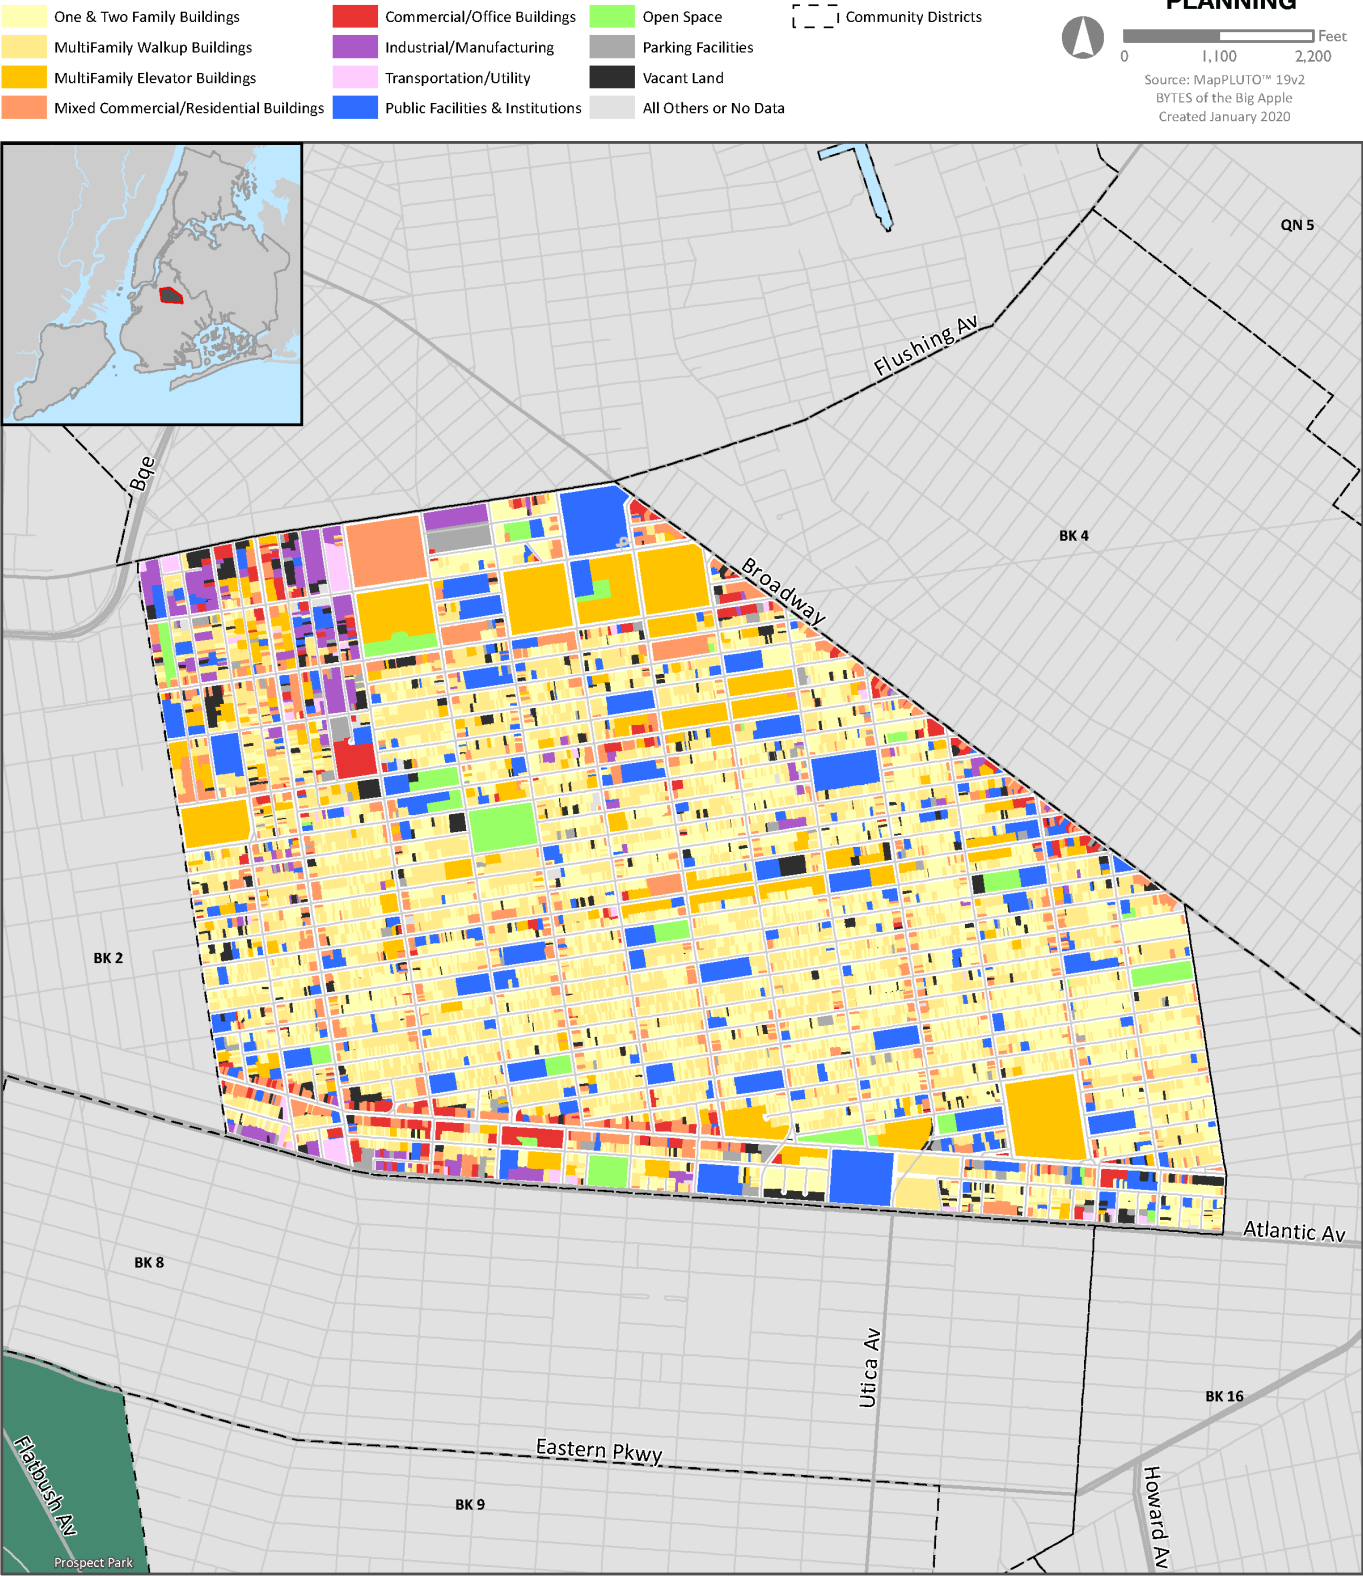 PLANNING
One & Two Family Buildings
MultiFamily Walkup Buildings
MultiFamily Elevator Buildings
Mixed Commercial/Residential Buildings
Commercial/Office Buildings
Industrial/Manufacturing
Transportation/Utility
Public Facilities & Institutions
Open Space
Parking Facilities
Vacant Land
All Others or No Data
Community Districts
Feet
0 1,100 2,200
Source: MapPLUTO™ 19v2
BYTES of the Big Apple
Created January 2020
QN 5
Flushing Av
Bqe
BK 4
Broadway
BK 2
Atlantic Av
BK 8
Utica Av
BK 16
Eastern Pkwy
Flatbush Av
BK 9
Howard Av
Prospect Park